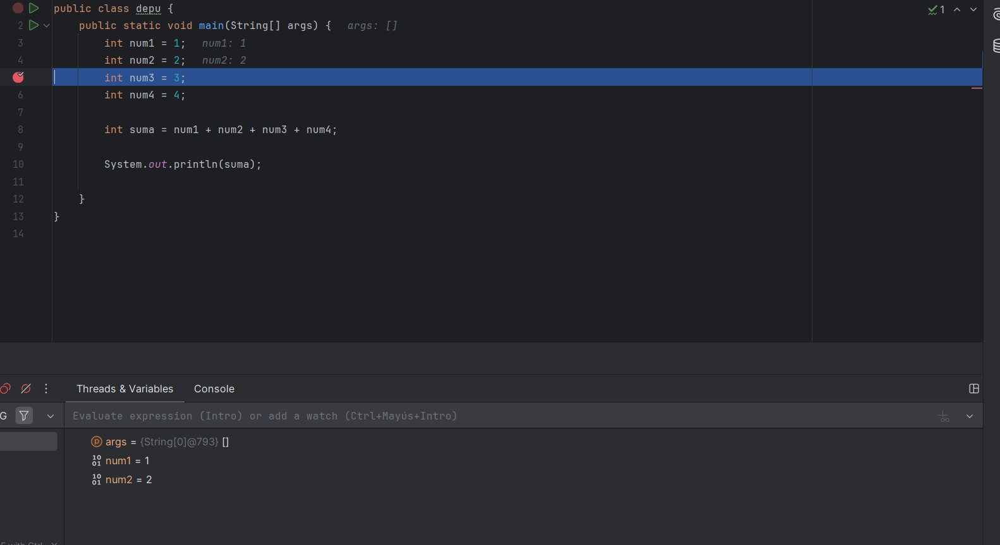 public class depu {
1
2 public static void main(String[] args) { args: []
3 int num1 = 1; num1: 1
4 int num2 = 2; num2: 2
int num3 = 3;
6 int num4 = 4;
7
8 int suma = num1 + num2 + num3 + num4;
9
10 System.out.println(suma);
11
12 }
13 }
14
Threads & Variables Console
G Evaluate expression (Intro) or add a watch (Ctrl+Mayús+Intro)
args = {String[0]@793} []
num1 = 1
num2 = 2
with Ctrl